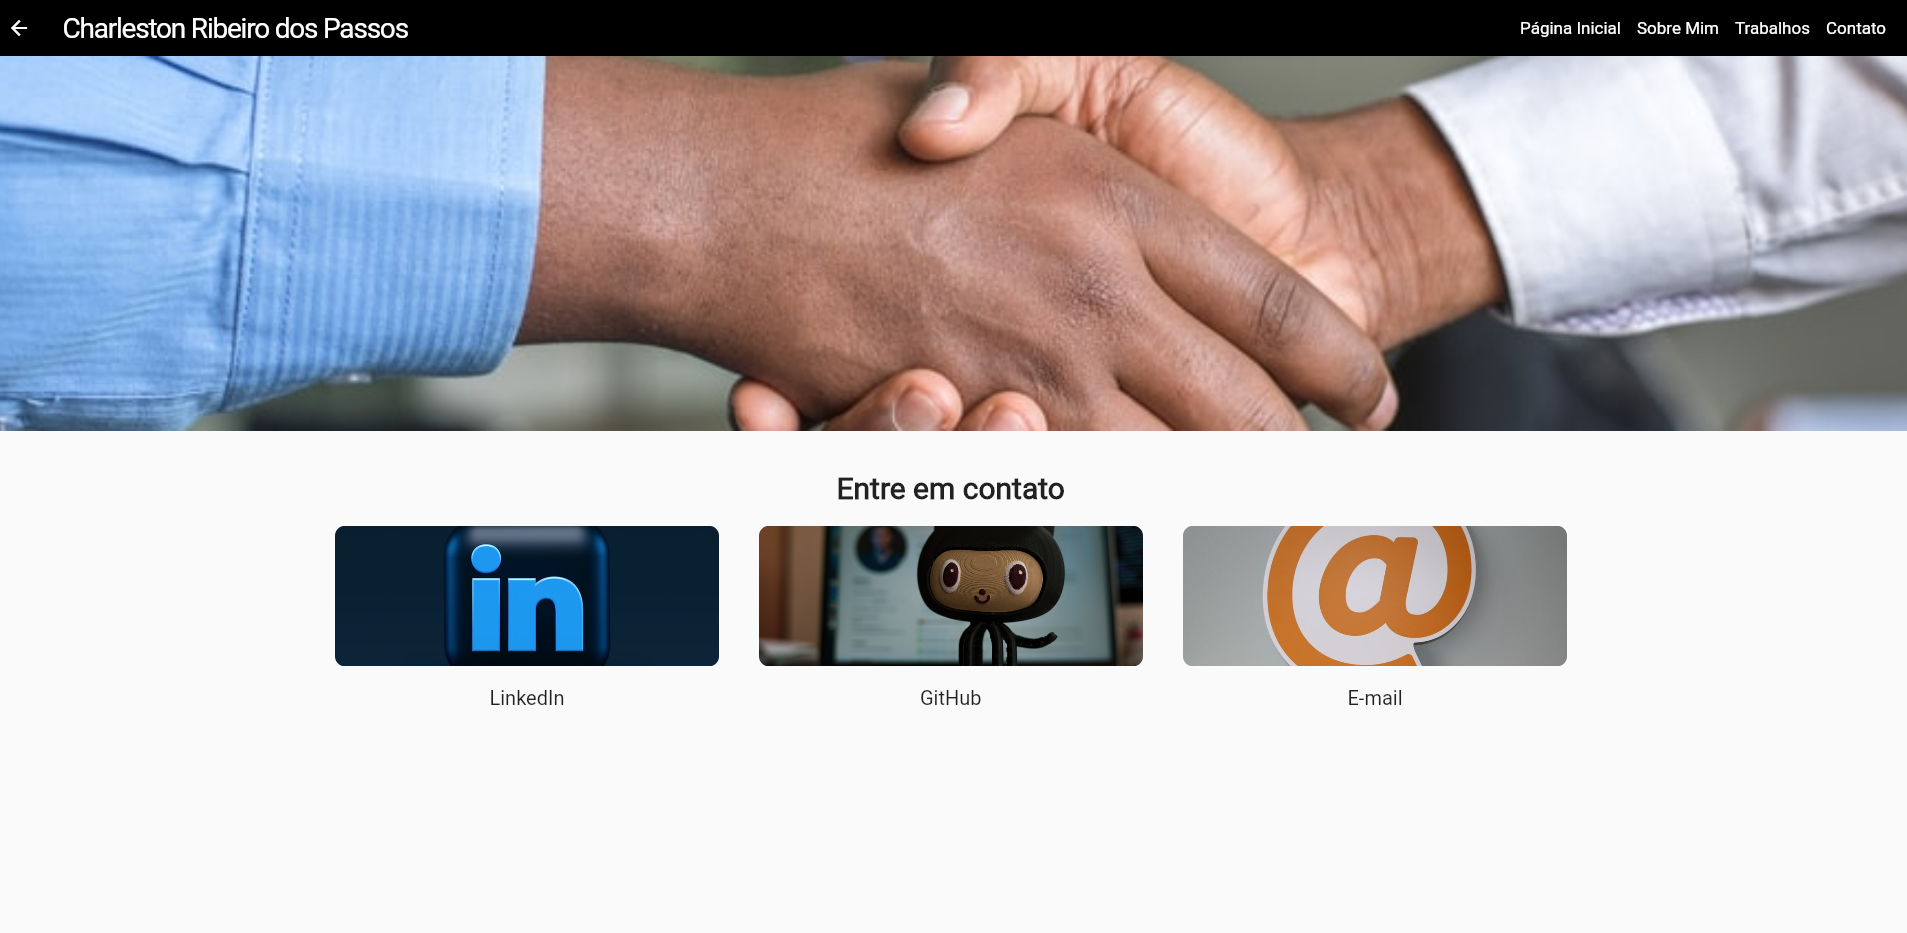 Charleston Ribeiro dos Passos
Página Inicial Sobre Mim Trabalhos Contato
Entre em contato
in
@
LinkedIn
GitHub
E-mail